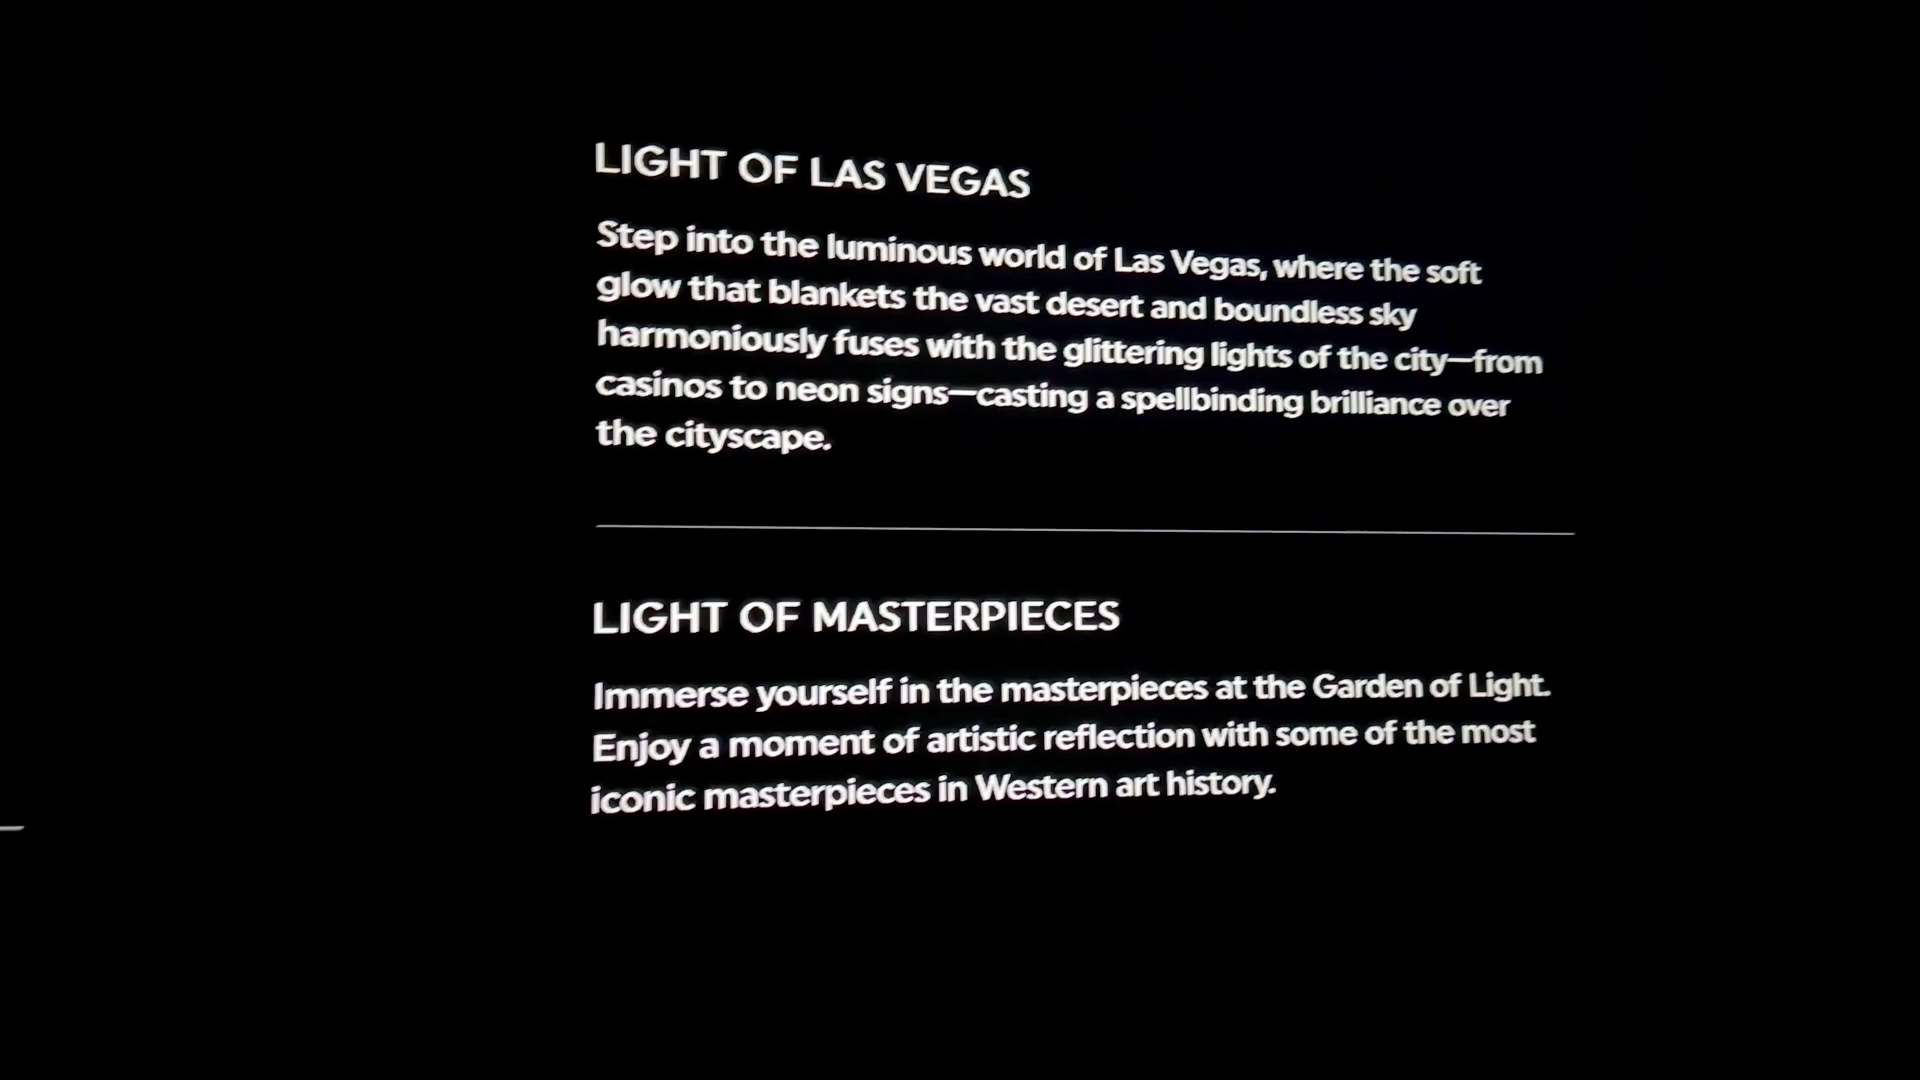 LIGHT OF LAS VEGAS
Step into the luminous world of Las Vegas, where the soft
glow that blankets the vast desert and boundless sky
harmoniously fuses with the glittering lights of the city—from
casinos to neon signs—casting a spellbinding brilliance over
the cityscape.
LIGHT OF MASTERPIECES
Immerse yourself in the masterpieces at the Garden of Light.
Enjoy a moment of artistic reflection with some of the most
iconic masterpieces in Western art history.